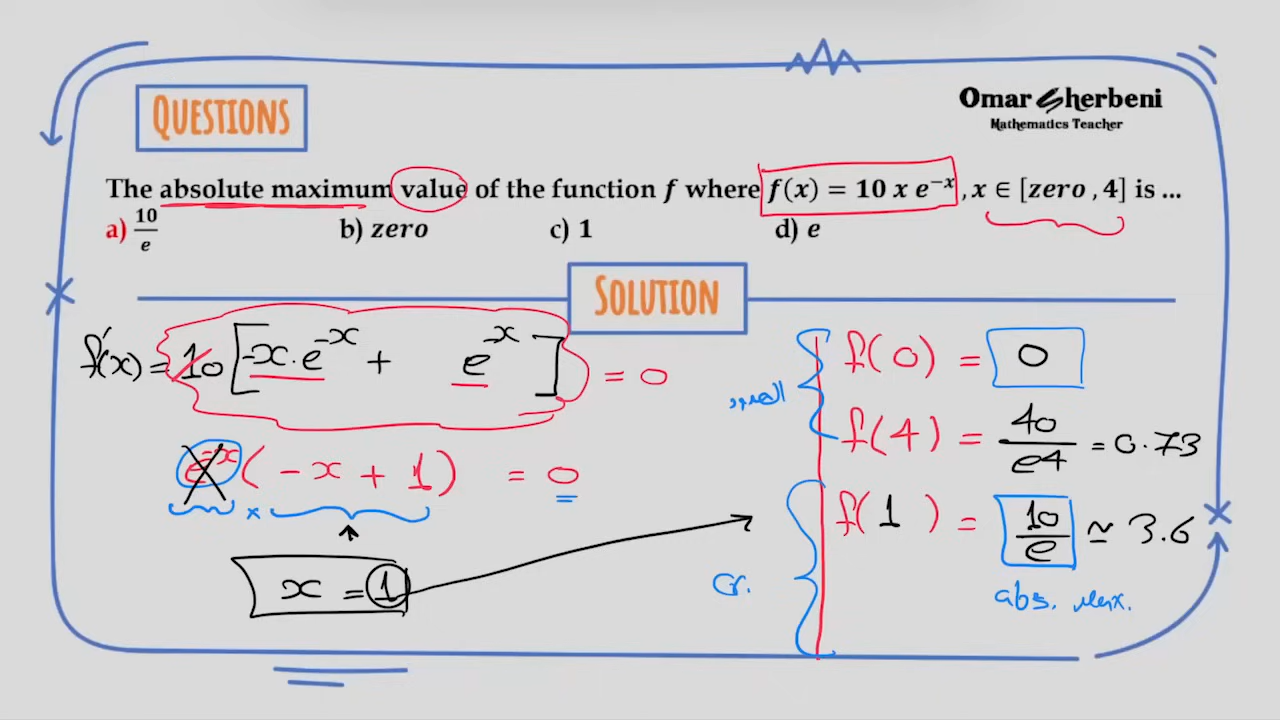 QUESTIONS
Omar Sherbeni
Mathematics Teacher
The absolute maximum value of the function f where f(x) = 10 x e^{-x} , x ∈ [zero , 4] is ...
a) 10/e b) zero c) 1 d) e
SOLUTION
f'(x) = 10 [-x · e^{-x} + e^{-x}] = 0
e^{-x} (- x + 1) = 0
x
x = 1
f(0) = 0
f(4) = 40/e4 = 0.73
f(1) = 10/e ≃ 3.6
Cr.
abs. Max.